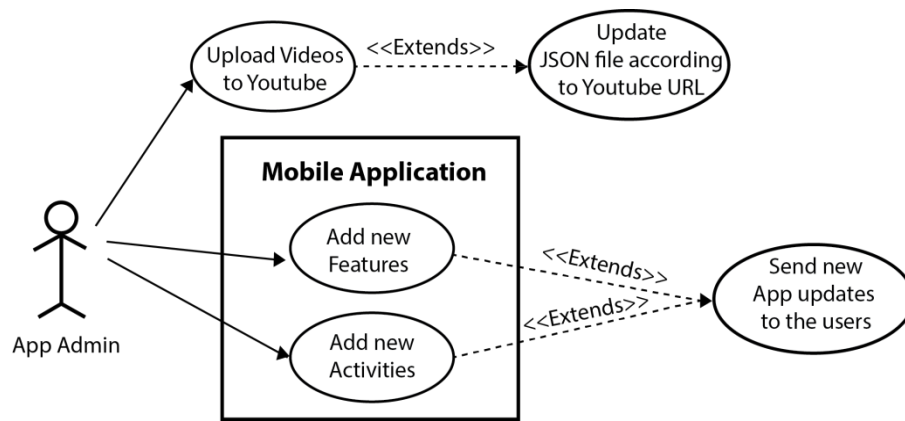 Upload Videos
to Youtube
<<Extends>>
Update
JSON file according
to Youtube URL
Mobile Application
Add new
Features
<<Extends>>
Send new
App updates
to the users
<<Extends>>
Add new
Activities
App Admin